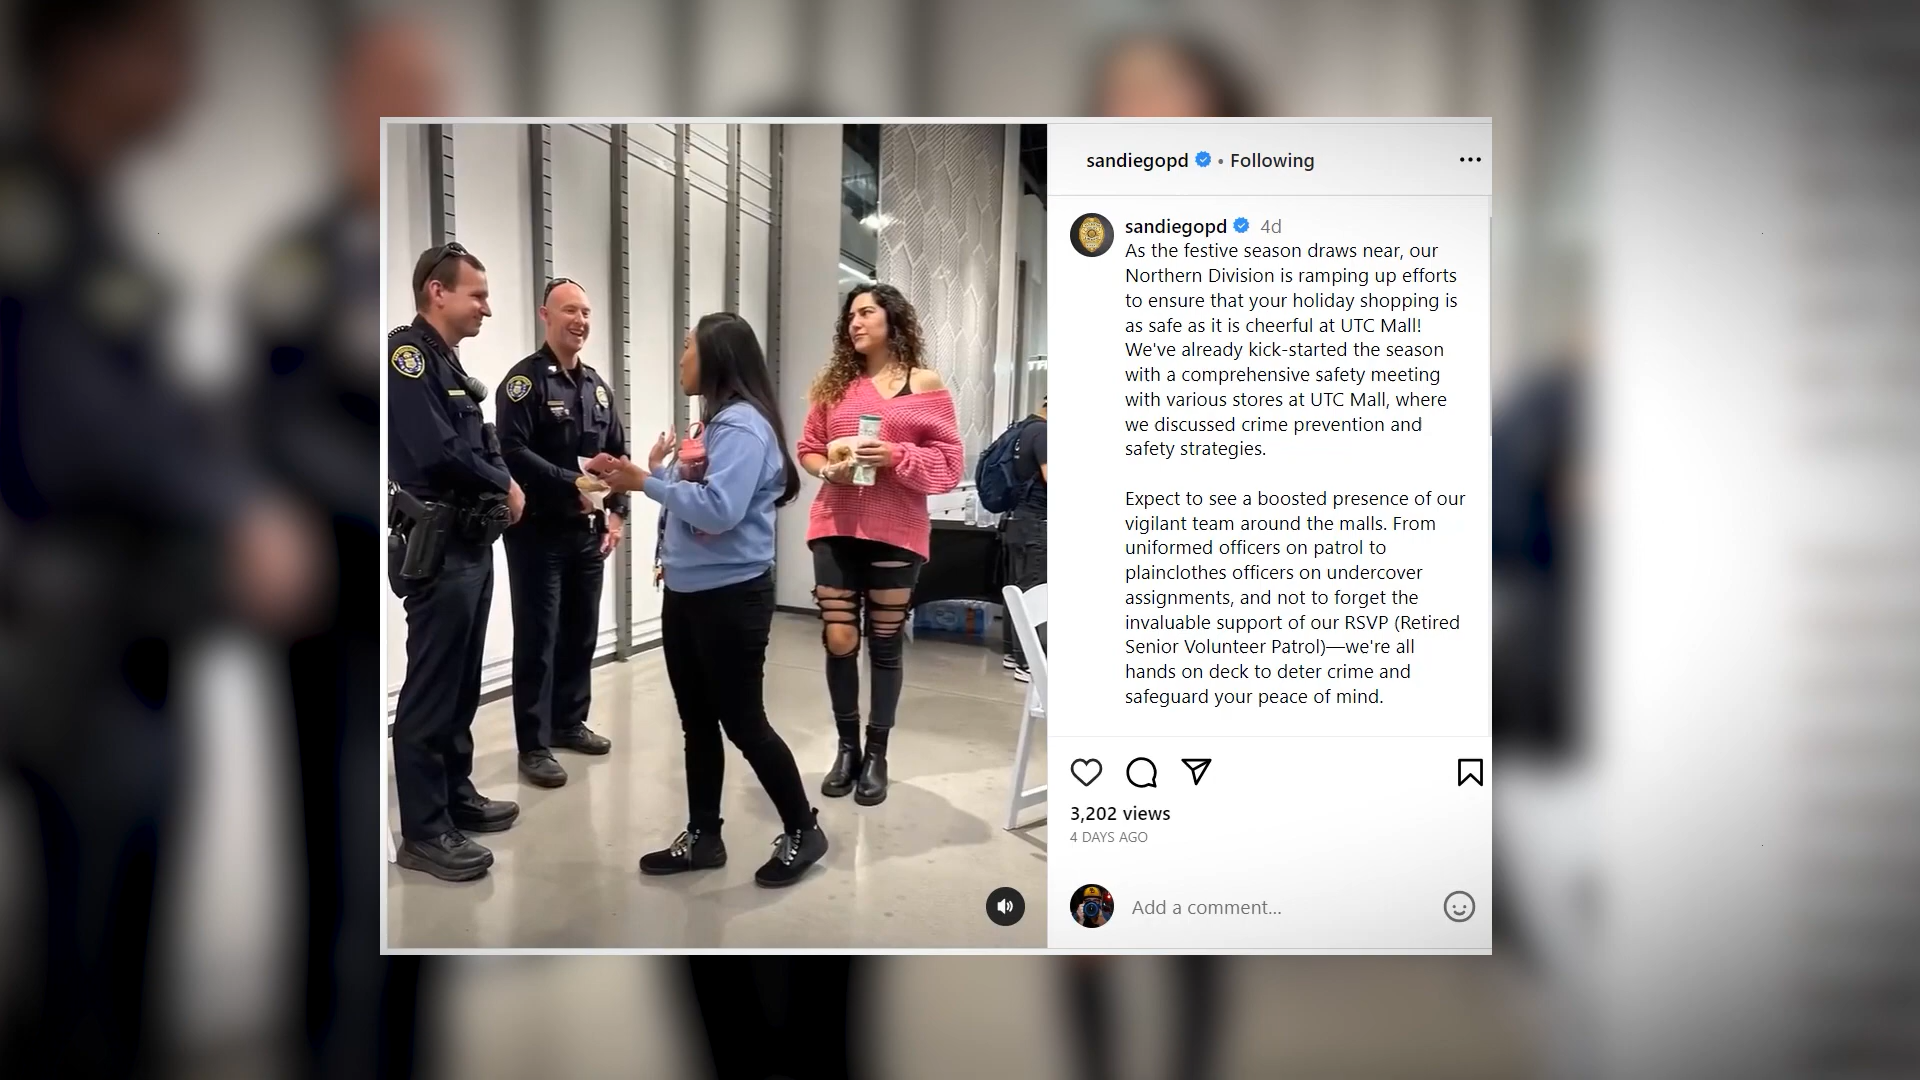 sandiegopd • Following
sandiegopd 4d
As the festive season draws near, our
Northern Division is ramping up efforts
to ensure that your holiday shopping is
as safe as it is cheerful at UTC Mall!
We've already kick-started the season
with a comprehensive safety meeting
with various stores at UTC Mall, where
we discussed crime prevention and
safety strategies.
Expect to see a boosted presence of our
vigilant team around the malls. From
uniformed officers on patrol to
plainclothes officers on undercover
assignments, and not to forget the
invaluable support of our RSVP (Retired
Senior Volunteer Patrol)—we're all
hands on deck to deter crime and
safeguard your peace of mind.
3,202 views
4 DAYS AGO
Add a comment...